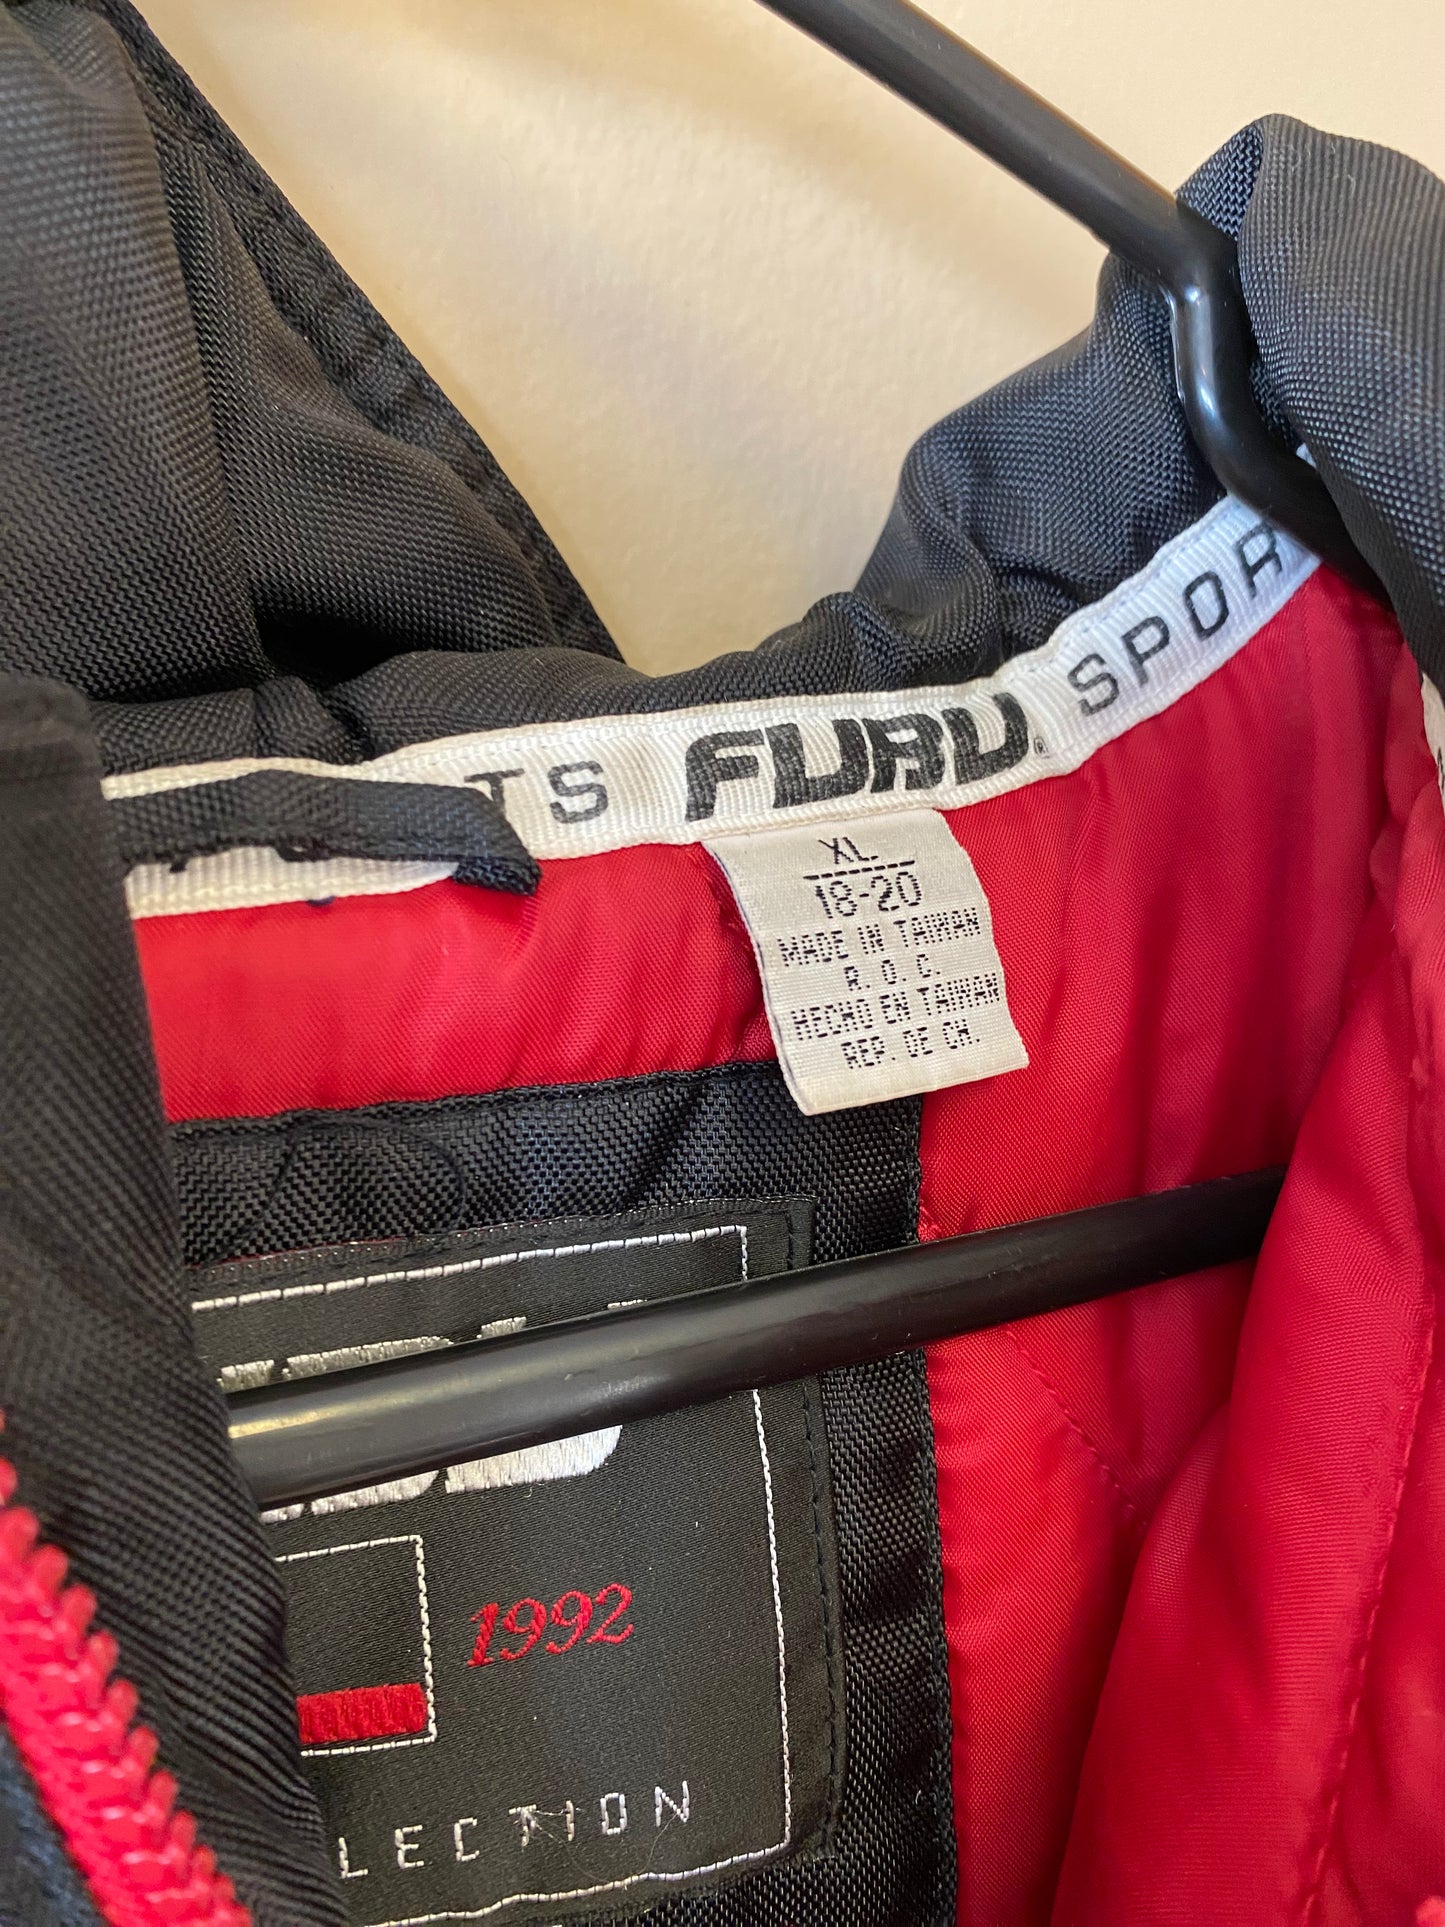 TS FUBU® SPOR
XL
18-20
MADE IN TAIWAN
R. O. C.
HECHO EN TAIWAN
REP. DE CH.
1992
LECTION